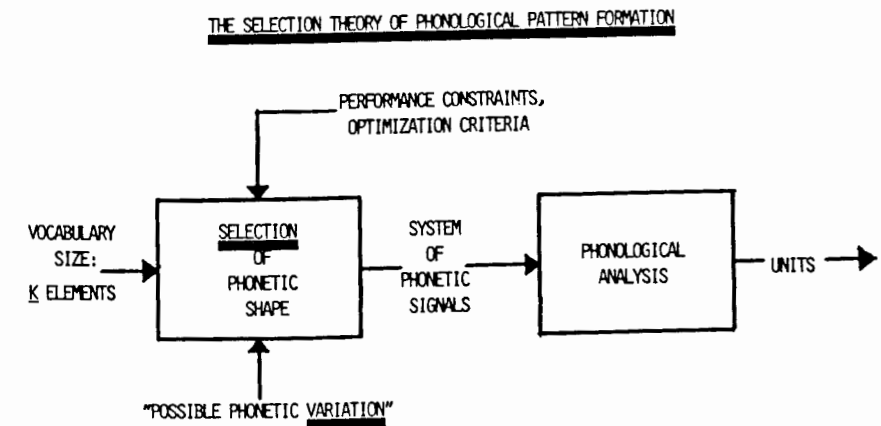 THE SELECTION THEORY OF PHONOLOGICAL PATTERN FORMATION
PERFORMANCE CONSTRAINTS,
OPTIMIZATION CRITERIA
VOCABULARY
SIZE:
K ELEMENTS
SELECTION
OF
PHONETIC
SHAPE
SYSTEM
OF
PHONETIC
SIGNALS
PHONOLOGICAL
ANALYSIS
UNITS
"POSSIBLE PHONETIC VARIATION"